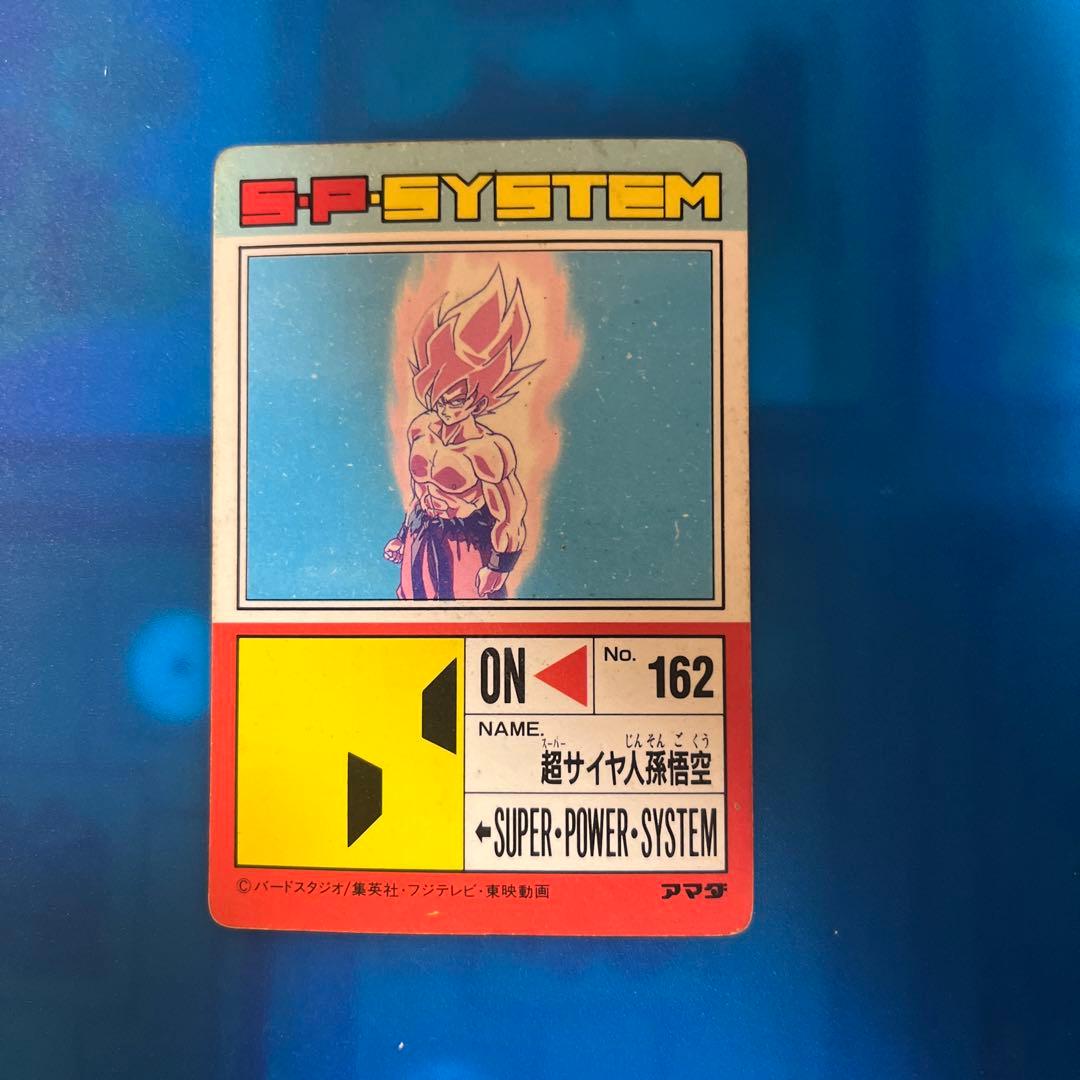 S·P·SYSTEM
ON
No. 162
NAME.
スーパー じんそん ご くう
超サイヤ人孫悟空
←SUPER・POWER・SYSTEM
©バードスタジオ/集英社・フジテレビ・東映動画
アマダ